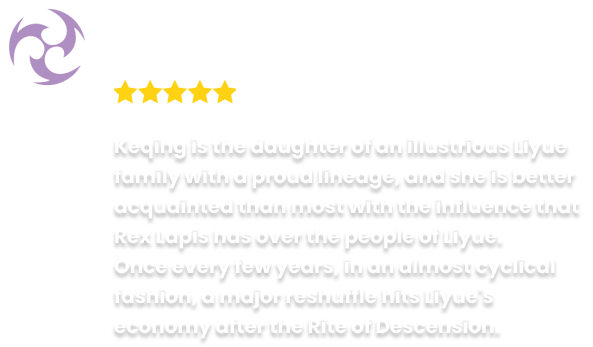 Keqing is the daughter of an illustrious Liyue
family with a proud lineage, and she is better
acquainted than most with the influence that
Rex Lapis has over the people of Liyue.
Once every few years, in an almost cyclical
fashion, a major reshuffle hits Liyue's
economy after the Rite of Descension.